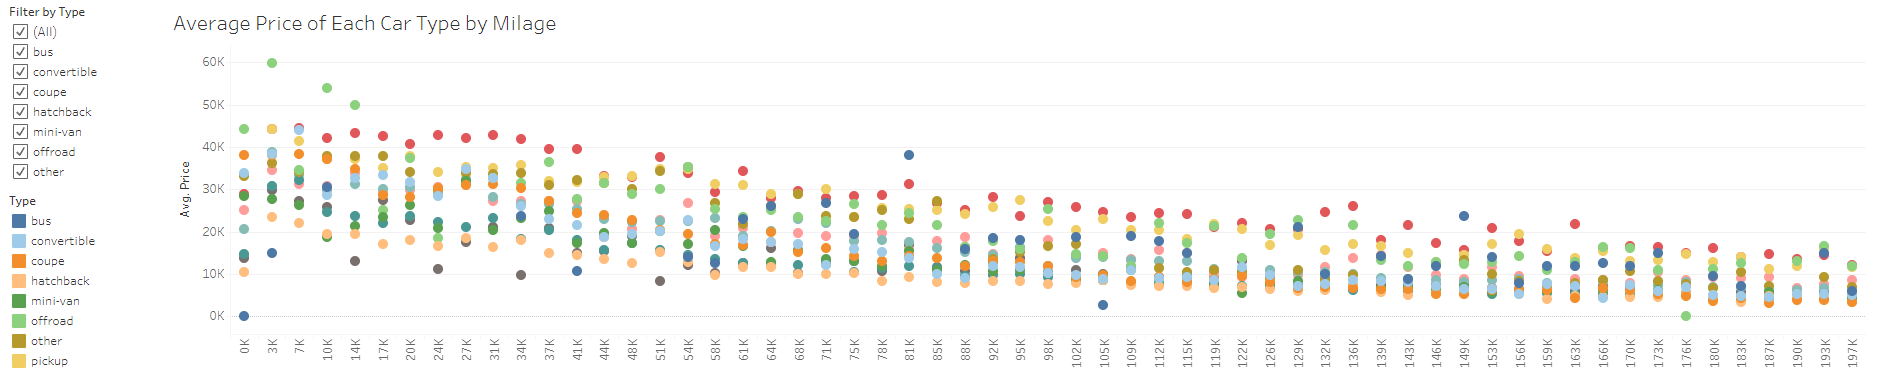 Filter by Type
(All)
bus
convertible
coupe
hatchback
mini-van
offroad
other
Type
bus
convertible
coupe
hatchback
mini-van
offroad
other
pickup
Average Price of Each Car Type by Milage
Avg. Price
60K
50K
40K
30K
20K
10K
0K
0K 3K 7K 10K 14K 17K 20K 24K 27K 31K 34K 37K 41K 44K 48K 51K 54K 58K 61K 64K 68K 71K 75K 78K 81K 85K 88K 92K 95K 98K 102K 105K 109K 112K 115K 119K 122K 126K 129K 132K 136K 139K 143K 146K 149K 153K 156K 159K 163K 166K 170K 173K 176K 180K 183K 187K 190K 193K 197K